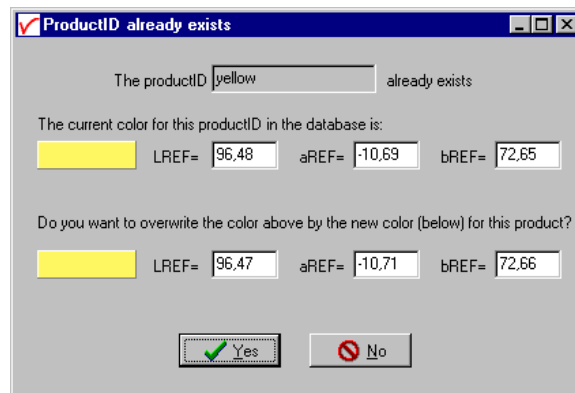 ProductID already exists
The productID yellow already exists
The current color for this productID in the database is:
LREF= 96,48 aREF= -10,69 bREF= 72,65
Do you want to overwrite the color above by the new color (below) for this product?
LREF= 96,47 aREF= -10,71 bREF= 72,66
Yes No